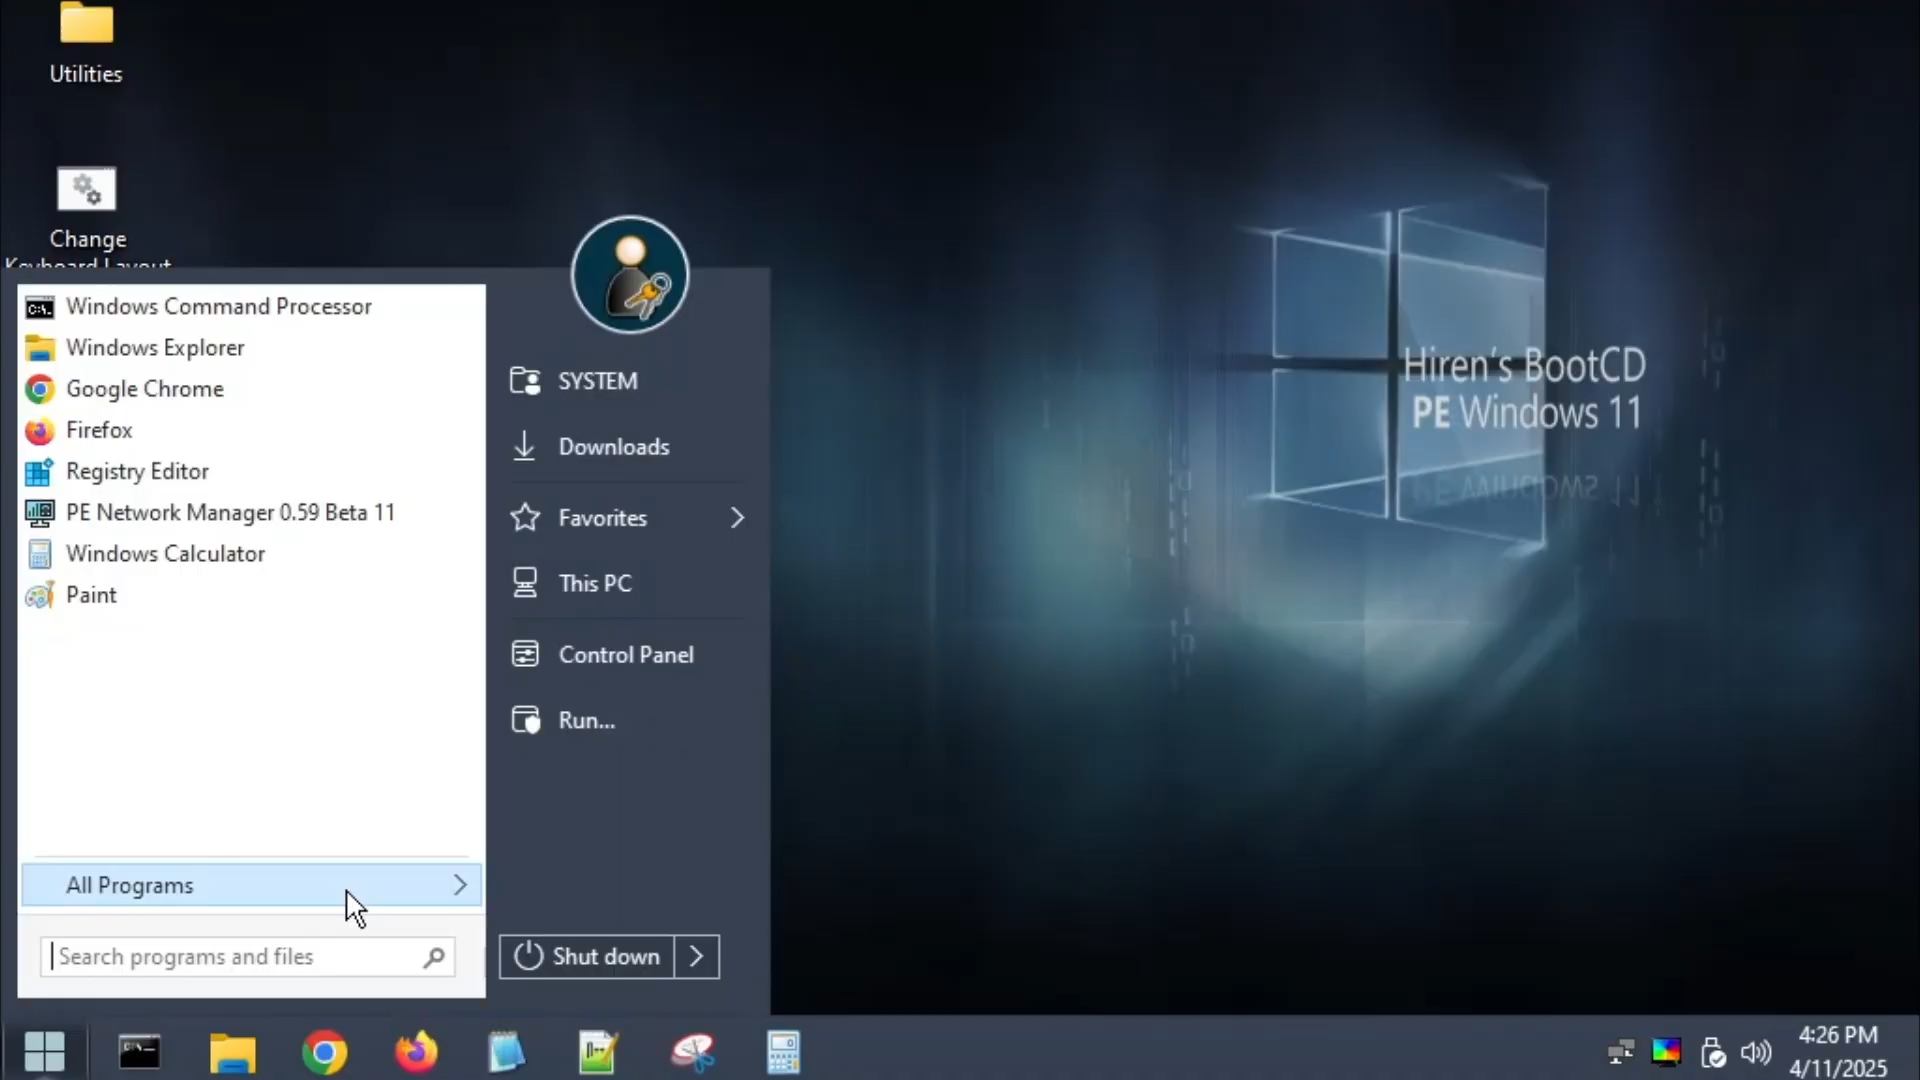 Utilities
Change
Keyboard Layout
Windows Command Processor
Windows Explorer
Google Chrome
Firefox
Registry Editor
PE Network Manager 0.59 Beta 11
Windows Calculator
Paint
All Programs
Search programs and files
SYSTEM
Downloads
Favorites
This PC
Control Panel
Run...
Shut down
Hiren's BootCD
PE Windows 11
4:26 PM
4/11/2025